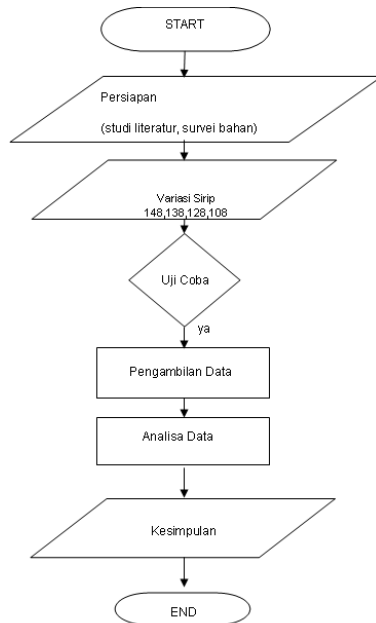 START
Persiapan
(studi literatur, survei bahan)
Variasi Sirip
148,138,128,108
Uji Coba
ya
Pengambilan Data
Analisa Data
Kesimpulan
END